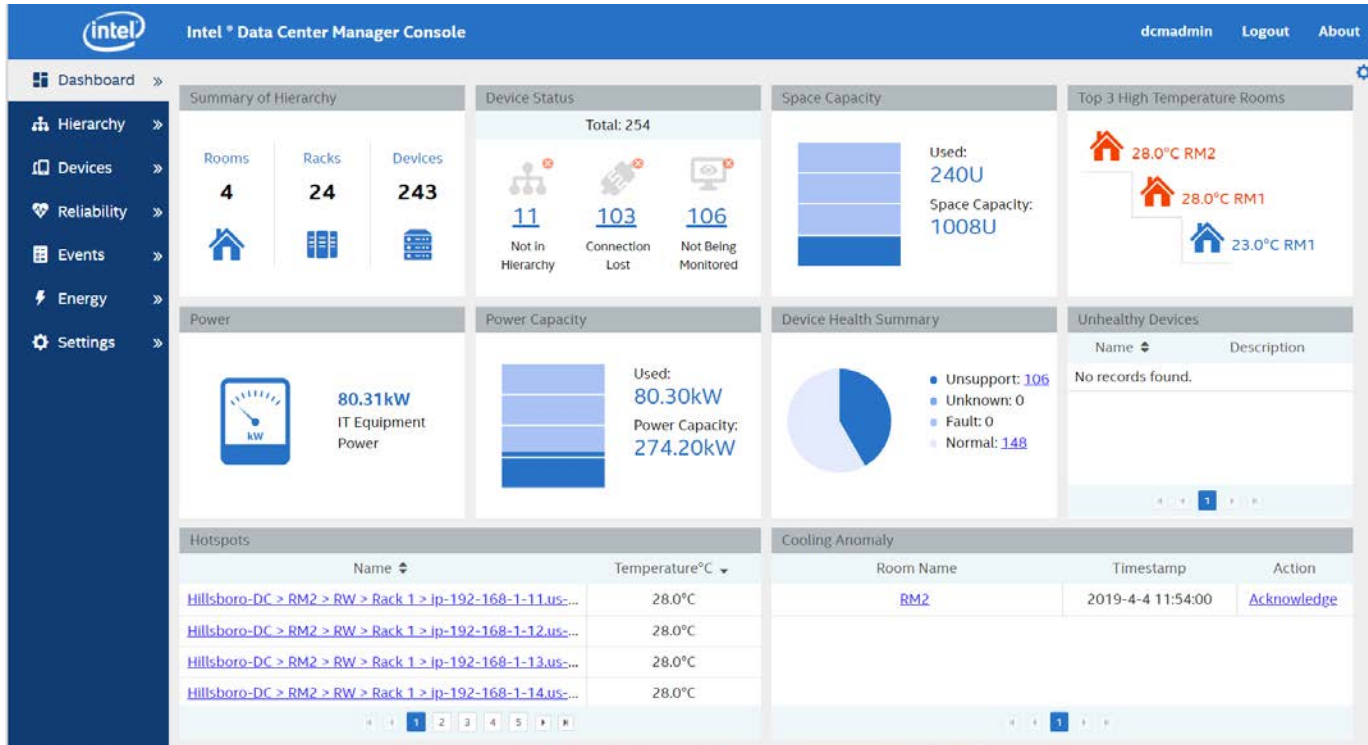 intel
Intel ® Data Center Manager Console
dcmadmin Logout About
Dashboard »
Hierarchy »
Devices »
Reliability »
Events »
Energy »
Settings »
Summary of Hierarchy
Rooms Racks Devices
4 24 243
Device Status
Total: 254
11 103 106
Not in Connection Not Being
Hierarchy Lost Monitored
Space Capacity
Used:
240U
Space Capacity:
1008U
Top 3 High Temperature Rooms
28.0°C RM2
28.0°C RM1
23.0°C RM1
Power
kW
80.31kW
IT Equipment
Power
Power Capacity
Used:
80.30kW
Power Capacity:
274.20kW
Device Health Summary
Unsupport: 106
Unknown: 0
Fault: 0
Normal: 148
Unhealthy Devices
Name Description
No records found.
1
Hotspots
Name Temperature°C
Hillsboro-DC > RM2 > RW > Rack 1 > ip-192-168-1-11.us-... 28.0°C
Hillsboro-DC > RM2 > RW > Rack 1 > ip-192-168-1-12.us-... 28.0°C
Hillsboro-DC > RM2 > RW > Rack 1 > ip-192-168-1-13.us-... 28.0°C
Hillsboro-DC > RM2 > RW > Rack 1 > ip-192-168-1-14.us-... 28.0°C
1 2 3 4 5
Cooling Anomaly
Room Name Timestamp Action
RM2 2019-4-4 11:54:00 Acknowledge
1